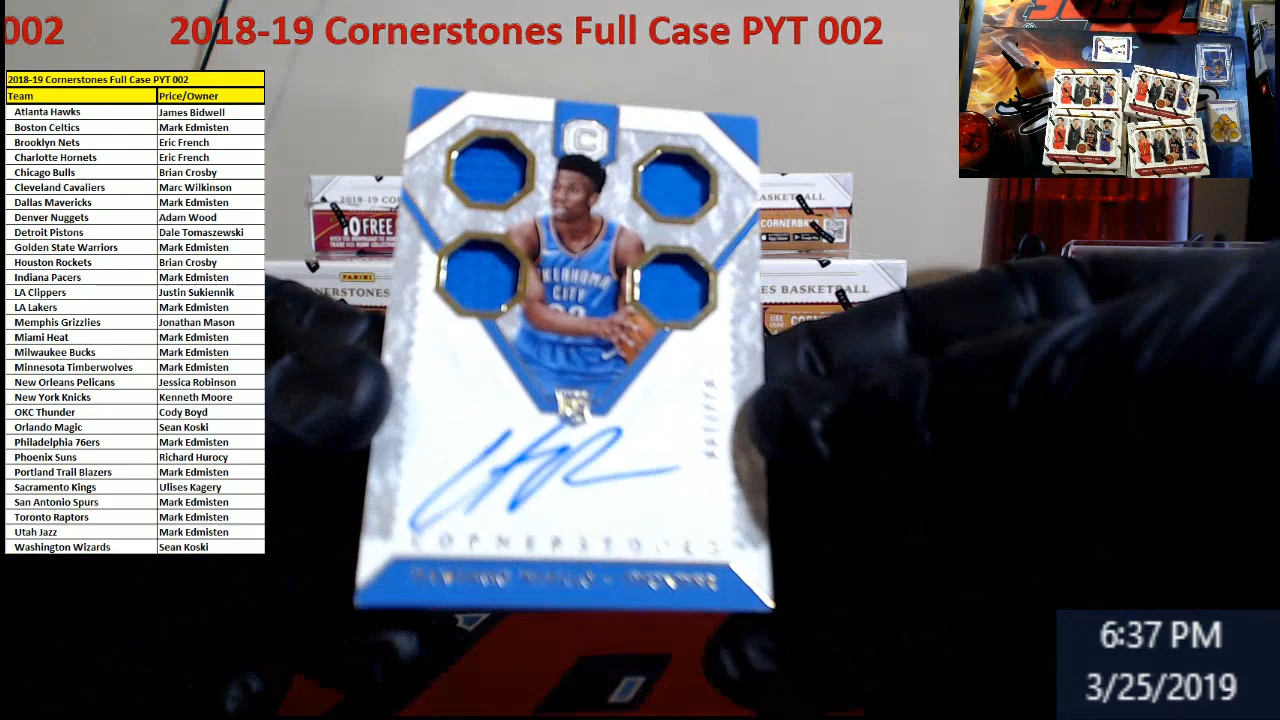 002 2018-19 Cornerstones Full Case PYT 002
2018-19 Cornerstones Full Case PYT 002
Team Price/Owner
Atlanta Hawks James Bidwell
Boston Celtics Mark Edmisten
Brooklyn Nets Eric French
Charlotte Hornets Eric French
Chicago Bulls Brian Crosby
Cleveland Cavaliers Marc Wilkinson
Dallas Mavericks Mark Edmisten
Denver Nuggets Adam Wood
Detroit Pistons Dale Tomaszewski
Golden State Warriors Mark Edmisten
Houston Rockets Brian Crosby
Indiana Pacers Mark Edmisten
LA Clippers Justin Sukiennik
LA Lakers Mark Edmisten
Memphis Grizzlies Jonathan Mason
Miami Heat Mark Edmisten
Milwaukee Bucks Mark Edmisten
Minnesota Timberwolves Mark Edmisten
New Orleans Pelicans Jessica Robinson
New York Knicks Kenneth Moore
OKC Thunder Cody Boyd
Orlando Magic Sean Koski
Philadelphia 76ers Mark Edmisten
Phoenix Suns Richard Hurocy
Portland Trail Blazers Mark Edmisten
Sacramento Kings Ulises Kagery
San Antonio Spurs Mark Edmisten
Toronto Raptors Mark Edmisten
Utah Jazz Mark Edmisten
Washington Wizards Sean Koski
C
OKLAHOMA
CITY
CORNERSTONES
2018-19 CO
10 FREE
PANINI
RNERSTONES
ASKETBALL
ES BASKETBALL
6:37 PM
3/25/2019